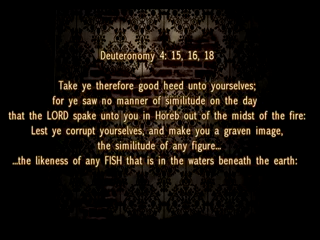 Deuteronomy 4: 15, 16, 18
Take ye therefore good heed unto yourselves;
for ye saw no manner of similitude on the day
that the LORD spake unto you in Horeb out of the midst of the fire:
Lest ye corrupt yourselves, and make you a graven image,
the similitude of any figure...
...the likeness of any FISH that is in the waters beneath the earth: